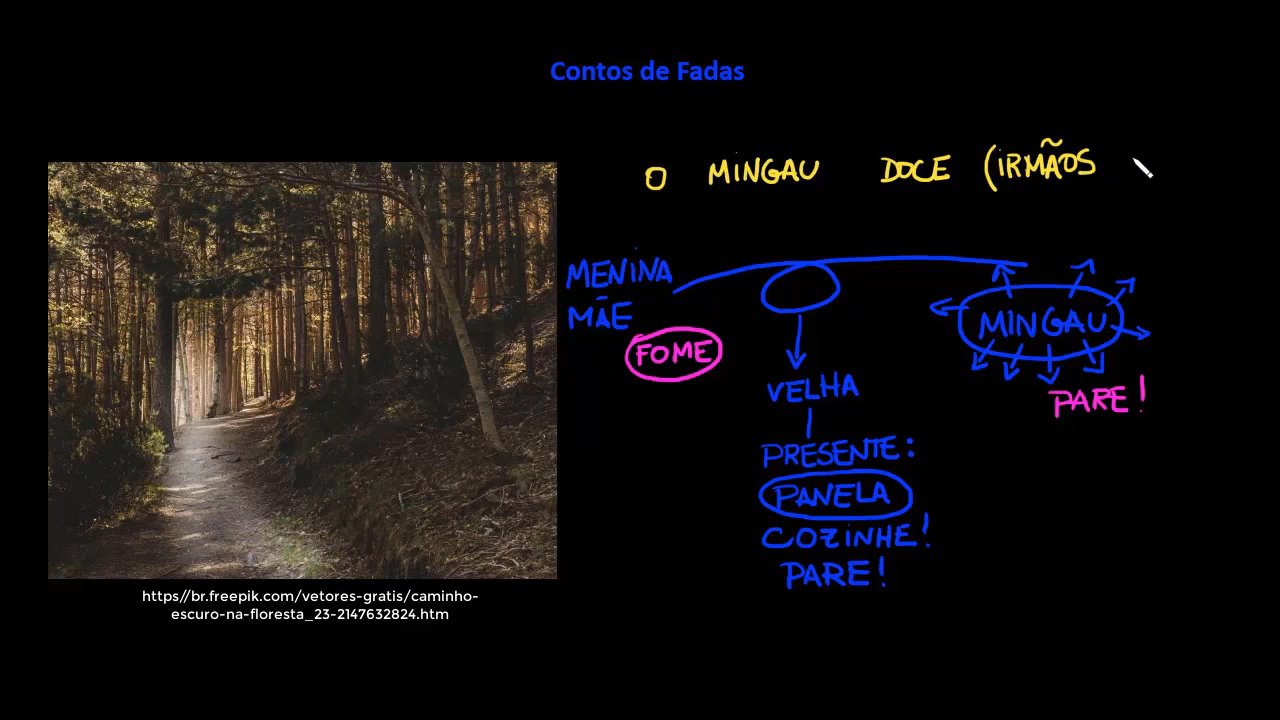 Contos de Fadas
O MINGAU DOCE (IRMÃOS
MENINA
MÃE
FOME
VELHA
PRESENTE:
PANELA
COZINHE!
PARE!
MINGAU
PARE!
https//br.freepik.com/vetores-gratis/caminho-
escuro-na-floresta_23-2147632824.htm